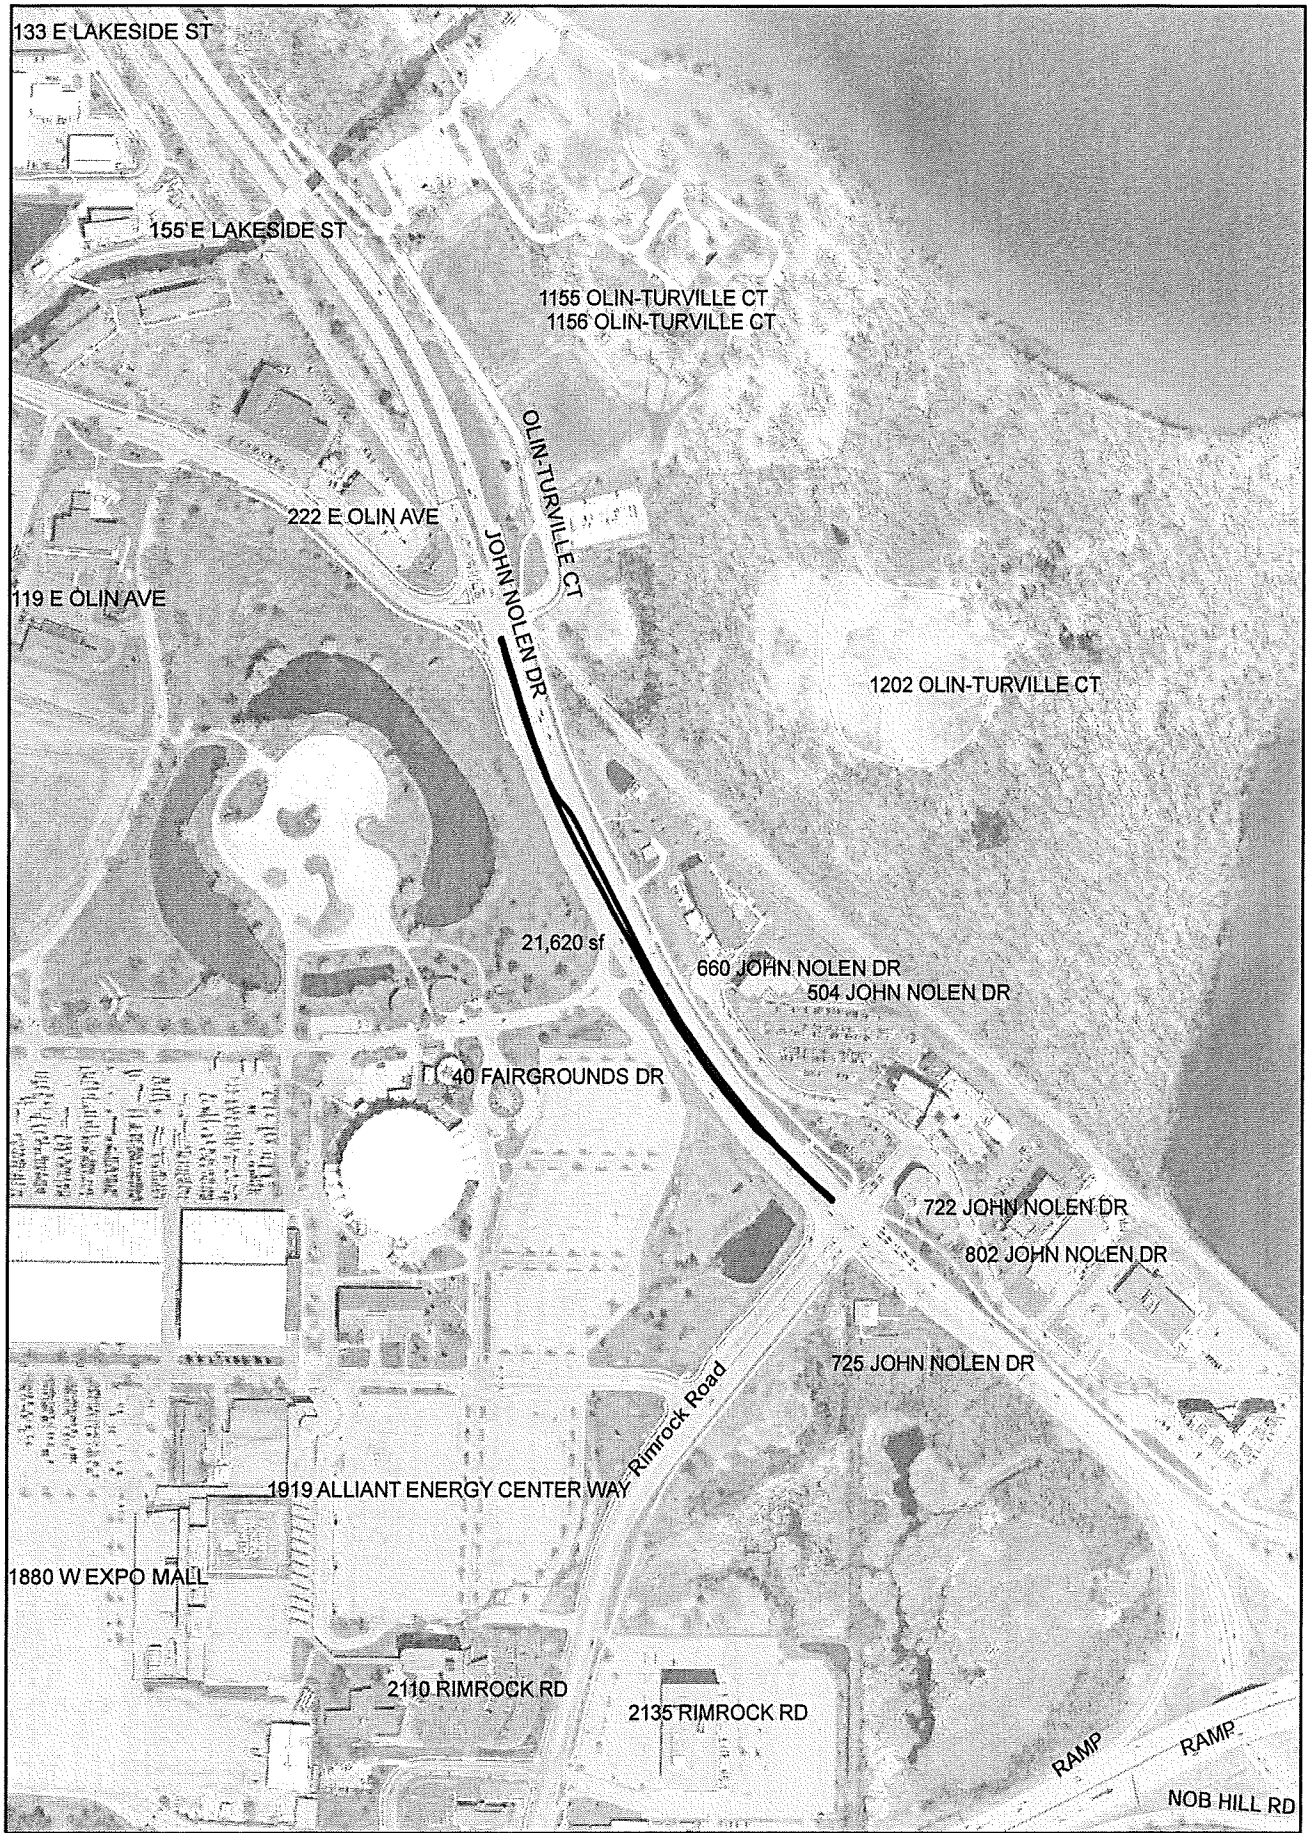 133 E LAKESIDE ST
155 E LAKESIDE ST
1155 OLIN-TURVILLE CT
1156 OLIN-TURVILLE CT
OLIN-TURVILLE CT
222 E OLIN AVE
JOHN NOLEN DR
119 E OLIN AVE
1202 OLIN-TURVILLE CT
21,620 sf
660 JOHN NOLEN DR
504 JOHN NOLEN DR
40 FAIRGROUNDS DR
722 JOHN NOLEN DR
802 JOHN NOLEN DR
725 JOHN NOLEN DR
Rimrock Road
1919 ALLIANT ENERGY CENTER WAY
1880 W EXPO MALL
2110 RIMROCK RD
2135 RIMROCK RD
RAMP
RAMP
NOB HILL RD